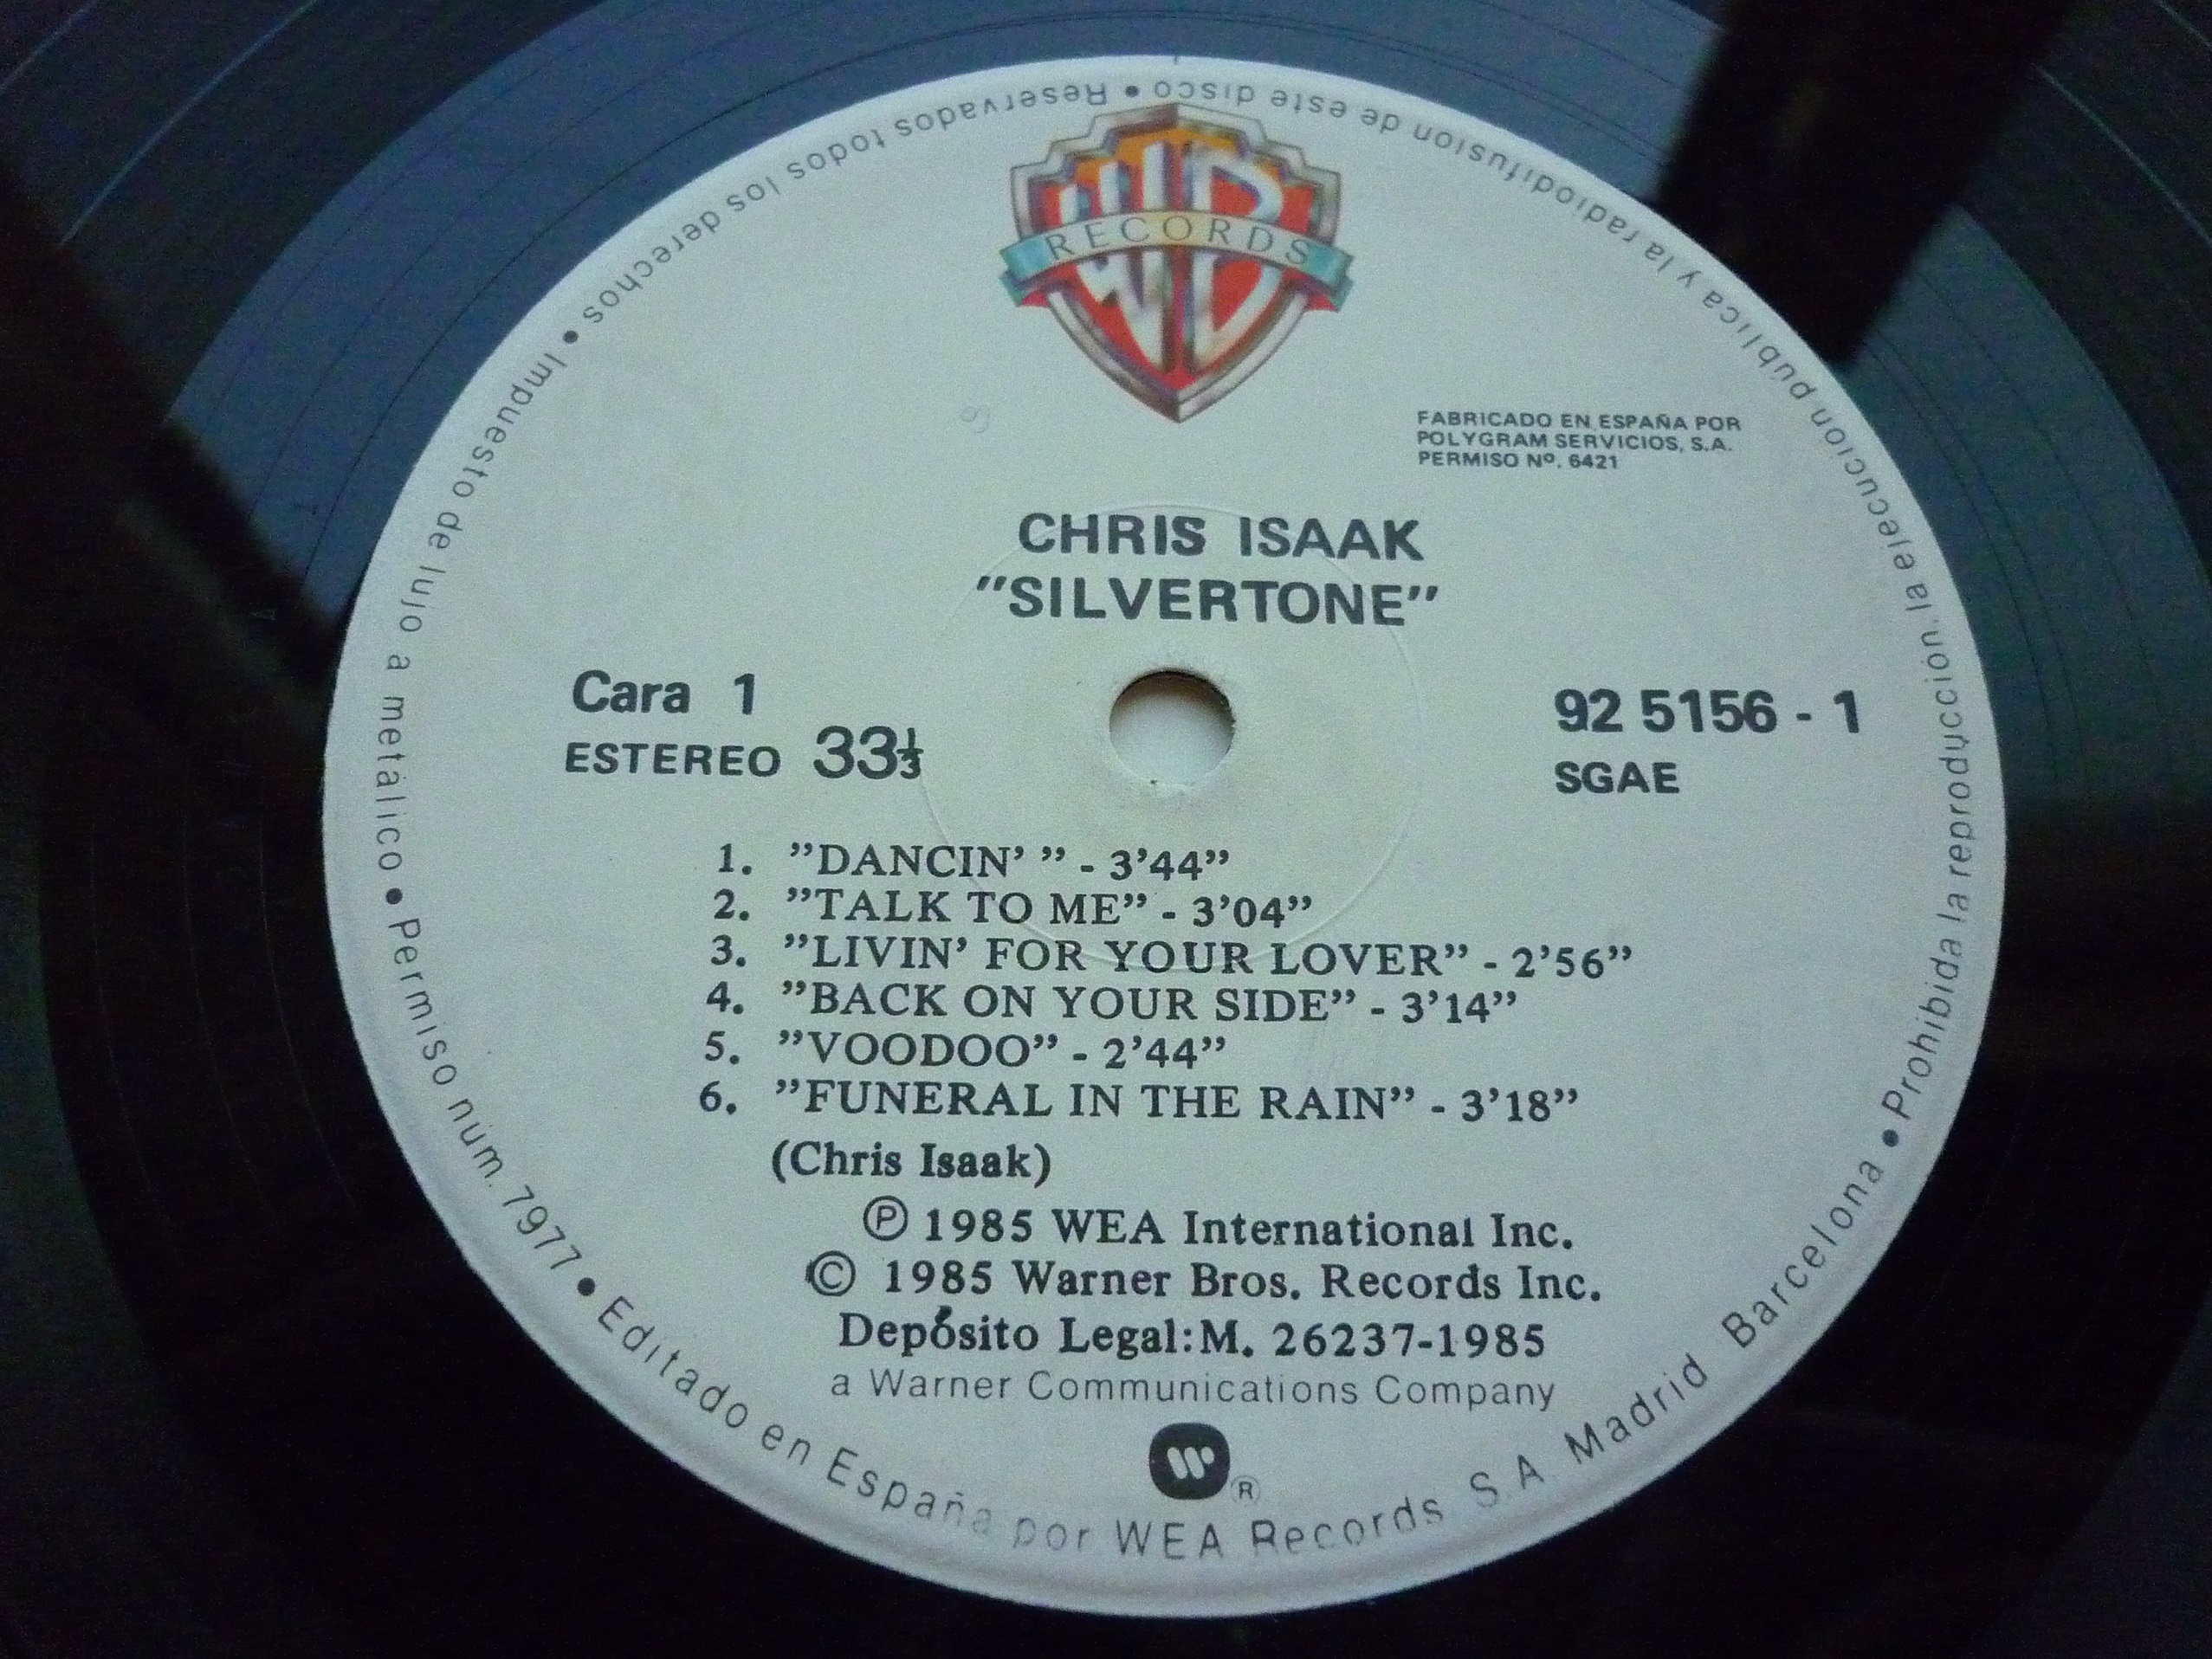 WB
RECORDS
FABRICADO EN ESPAÑA POR
POLYGRAM SERVICIOS, S.A.
PERMISO Nº. 6421
CHRIS ISAAK
"SILVERTONE"
Cara 1
ESTEREO 33⅓
92 5156 - 1
SGAE
1. ”DANCIN’ ” - 3’44”
2. ”TALK TO ME” - 3’04”
3. ”LIVIN’ FOR YOUR LOVER” - 2’56”
4. ”BACK ON YOUR SIDE” - 3’14”
5. ”VOODOO” - 2’44”
6. ”FUNERAL IN THE RAIN” - 3’18”
(Chris Isaak)
Ⓟ 1985 WEA International Inc.
© 1985 Warner Bros. Records Inc.
Depósito Legal:M. 26237-1985
a Warner Communications Company
W ®
Editado en España por WEA Records S.A. Madrid Barcelona • Prohibida la reproducción, la ejecución pública y la radiodifusión de este disco • Reservados todos los derechos • Impuesto de lujo a metálico • Permiso núm. 7977 •